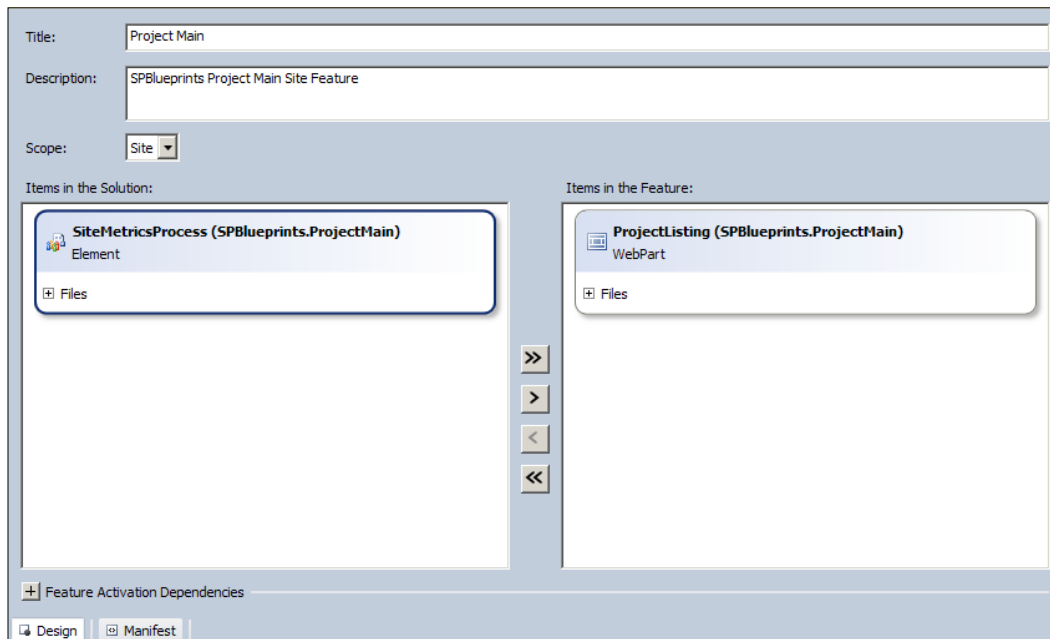 Title:
Project Main
Description:
SPBlueprints Project Main Site Feature
Scope:
Site
Items in the Solution:
Items in the Feature:
SiteMetricsProcess (SPBlueprints.ProjectMain)
Element
Files
ProjectListing (SPBlueprints.ProjectMain)
WebPart
Files
Feature Activation Dependencies
Design
Manifest